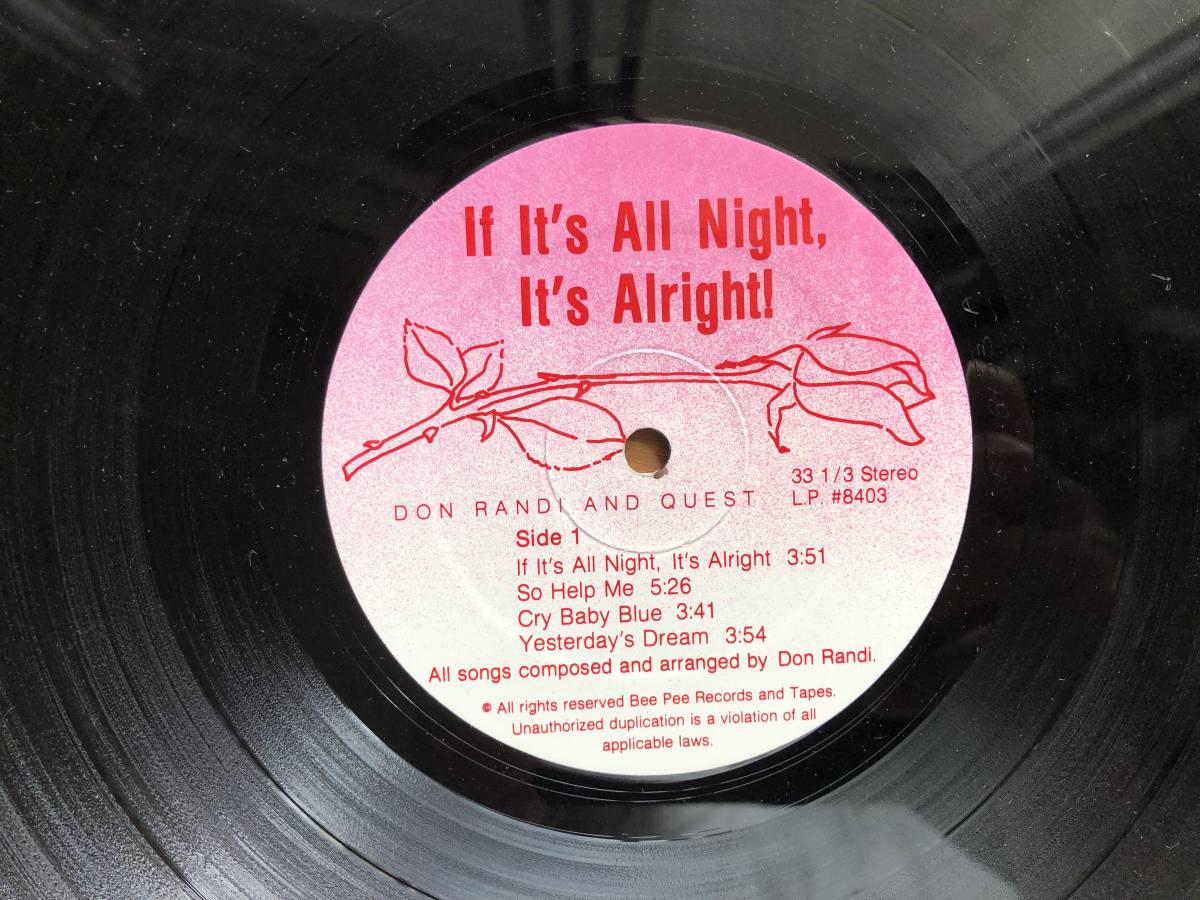 If It's All Night,
It's Alright!
33 1/3 Stereo
L.P. #8403
DON RANDI AND QUEST
Side 1
If It's All Night, It's Alright 3:51
So Help Me 5:26
Cry Baby Blue 3:41
Yesterday's Dream 3:54
All songs composed and arranged by Don Randi.
© All rights reserved Bee Pee Records and Tapes.
Unauthorized duplication is a violation of all
applicable laws.